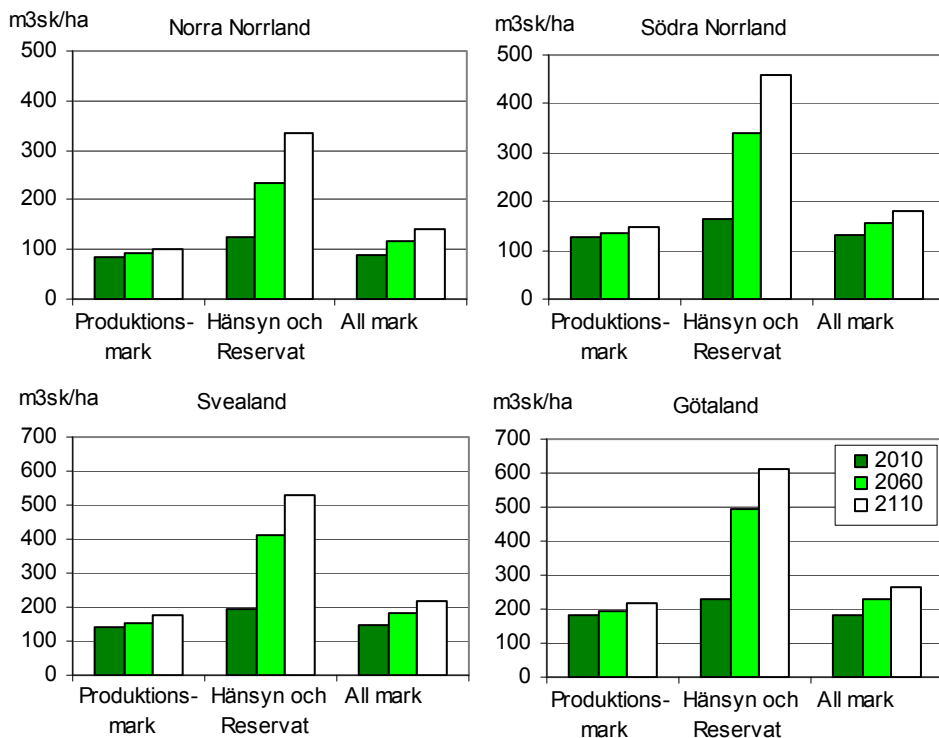 m3sk/ha
Norra Norrland
500
400
300
200
100
0
Produktions-
mark
Hänsyn och
Reservat
All mark
m3sk/ha
Södra Norrland
500
400
300
200
100
0
Produktions-
mark
Hänsyn och
Reservat
All mark
m3sk/ha
Svealand
700
600
500
400
300
200
100
0
Produktions-
mark
Hänsyn och
Reservat
All mark
m3sk/ha
Götaland
700
600
500
400
300
200
100
0
2010
2060
2110
Produktions-
mark
Hänsyn och
Reservat
All mark